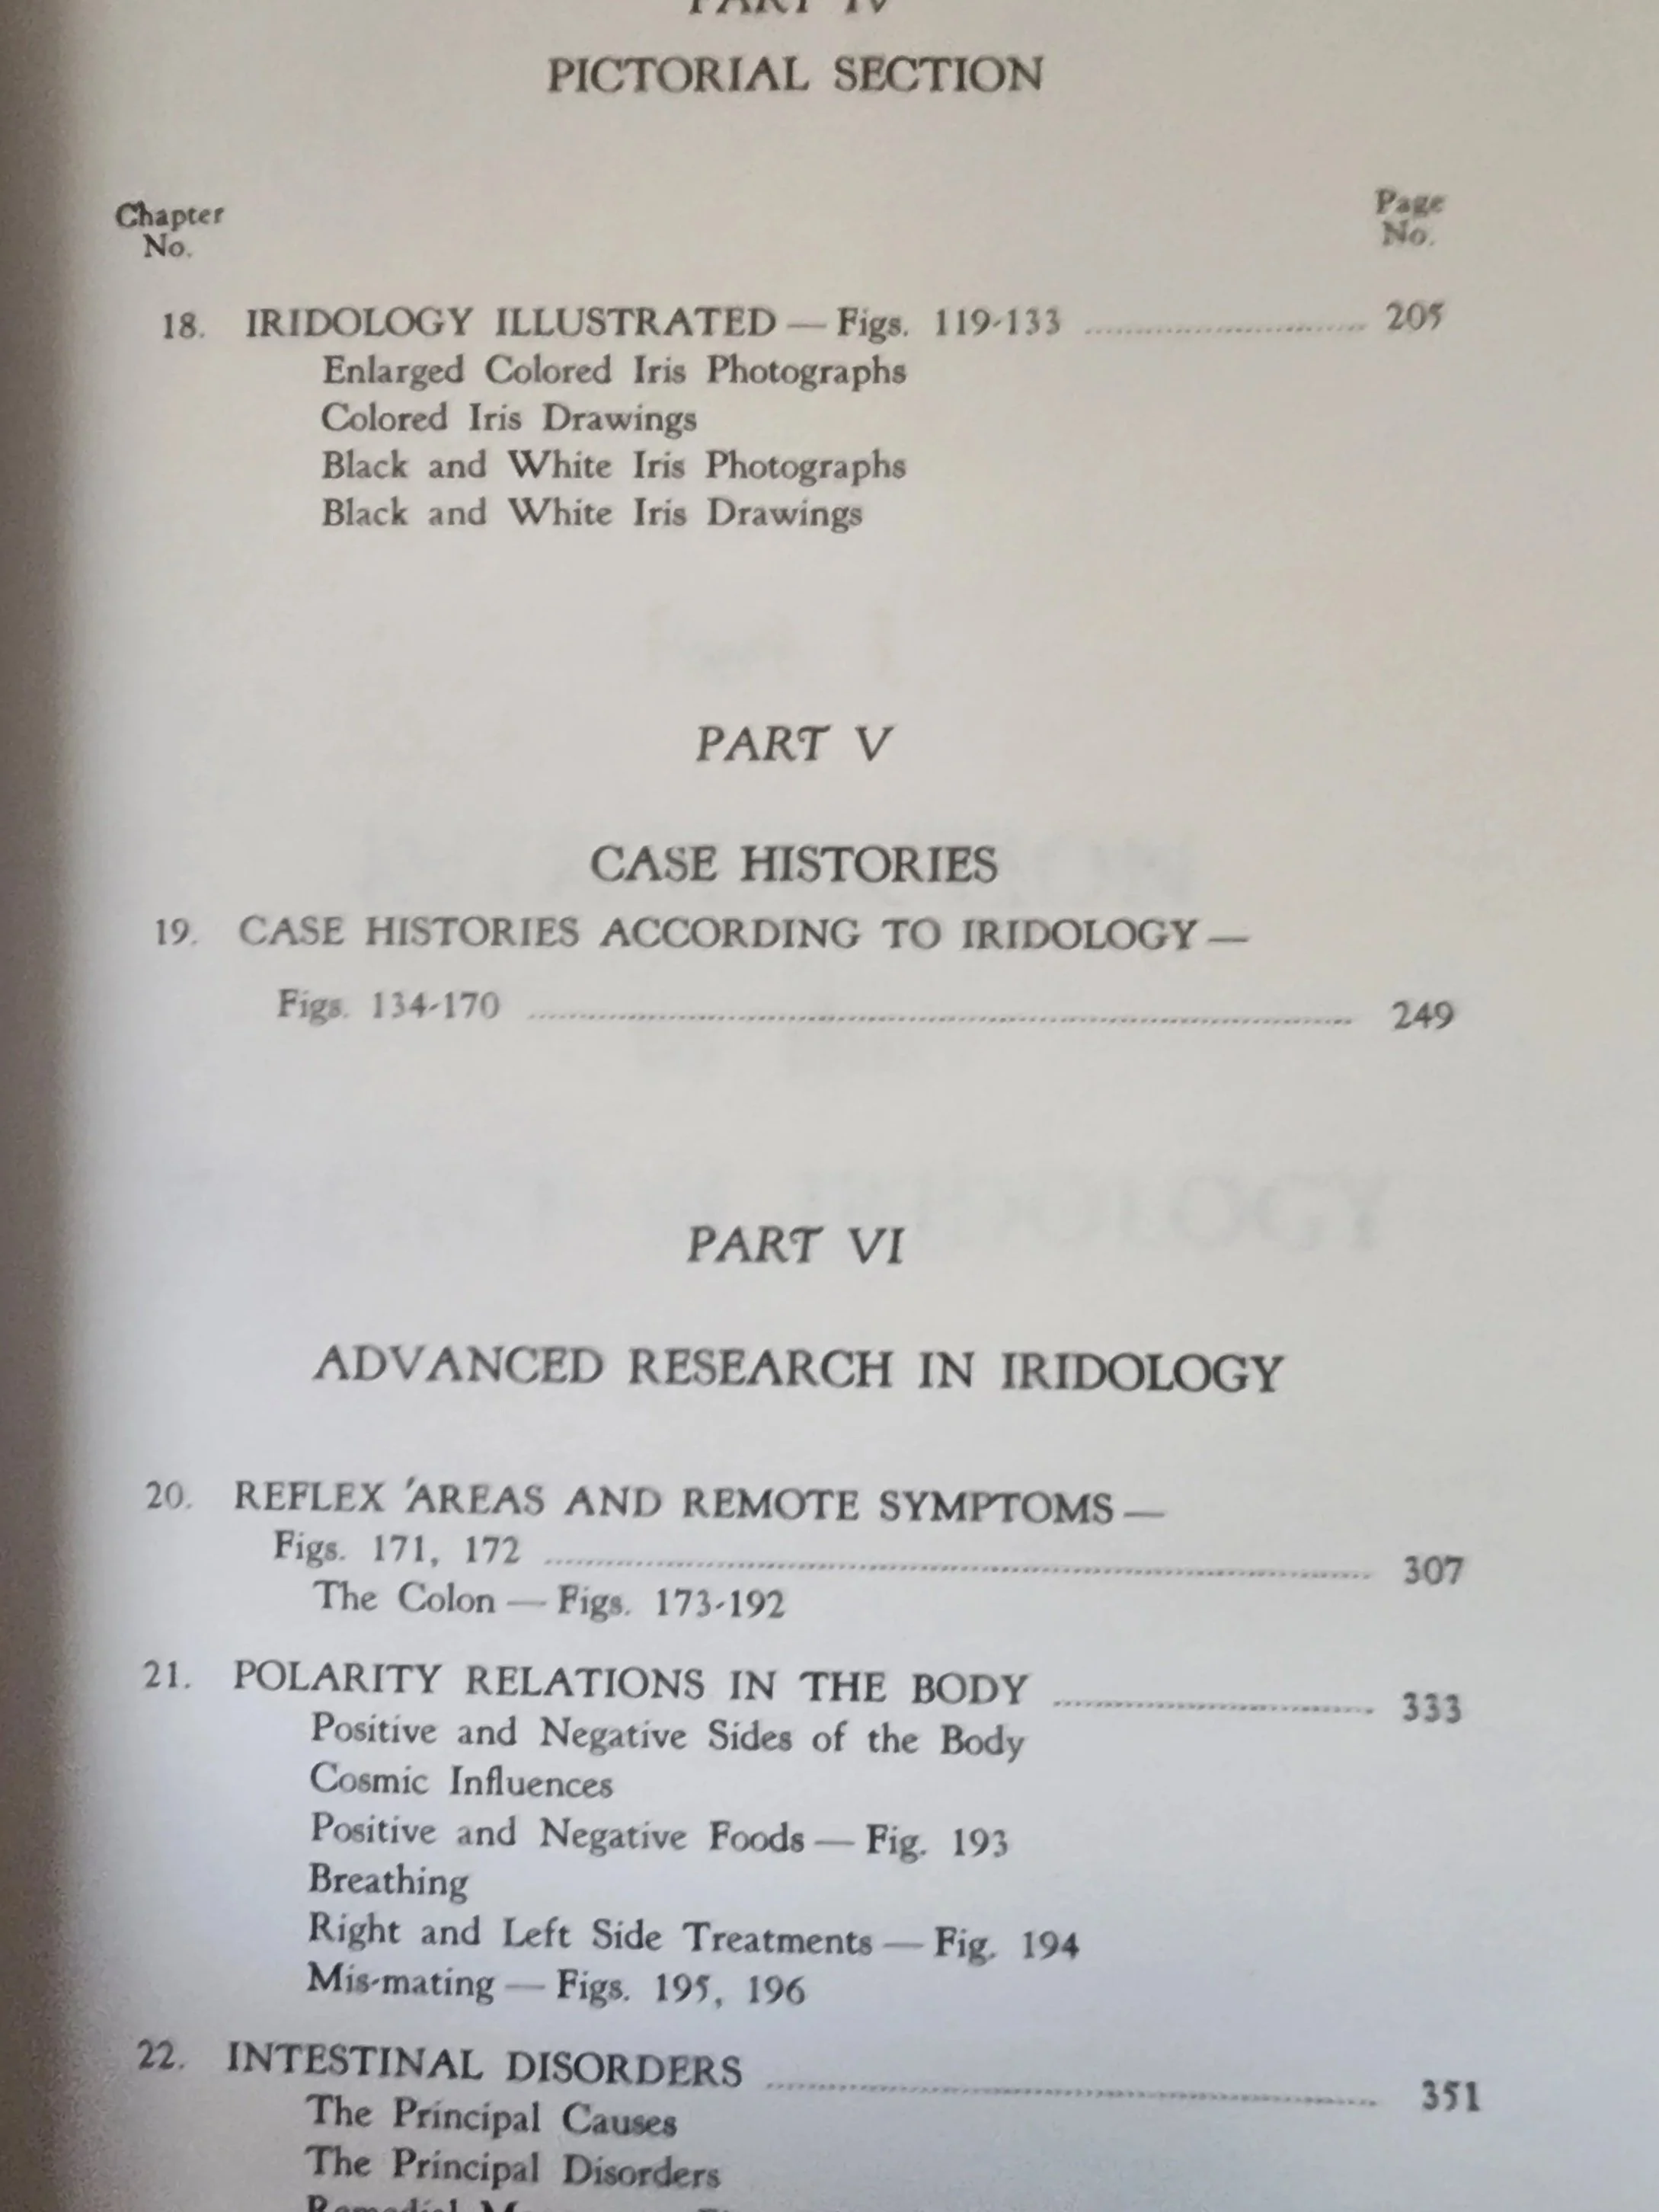 PART IV
PICTORIAL SECTION
Chapter
No.
Page
No.
18. IRIDOLOGY ILLUSTRATED — Figs. 119-133 ........ 205
Enlarged Colored Iris Photographs
Colored Iris Drawings
Black and White Iris Photographs
Black and White Iris Drawings
PART V
CASE HISTORIES
19. CASE HISTORIES ACCORDING TO IRIDOLOGY —
Figs. 134-170 ........ 249
PART VI
ADVANCED RESEARCH IN IRIDOLOGY
20. REFLEX 'AREAS AND REMOTE SYMPTOMS —
Figs. 171, 172 ........ 307
The Colon — Figs. 173-192
21. POLARITY RELATIONS IN THE BODY ........ 333
Positive and Negative Sides of the Body
Cosmic Influences
Positive and Negative Foods — Fig. 193
Breathing
Right and Left Side Treatments — Fig. 194
Mis-mating — Figs. 195, 196
22. INTESTINAL DISORDERS ........ 351
The Principal Causes
The Principal Disorders